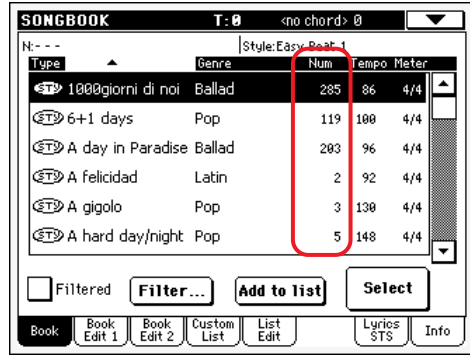 SONGBOOK T:0 <no chord> 0
N:--- Style:Easy Beat 1
Type Genre Num Tempo Meter
STY 1000giorni di noi Ballad 285 86 4/4
STY 6+1 days Pop 119 100 4/4
STY A day in Paradise Ballad 203 96 4/4
STY A felicidad Latin 2 92 4/4
STY A gigolo Pop 3 130 4/4
STY A hard day/night Pop 5 148 4/4
Filtered Filter... Add to list Select
Book Book Edit 1 Book Edit 2 Custom List List Edit Lyrics STS Info